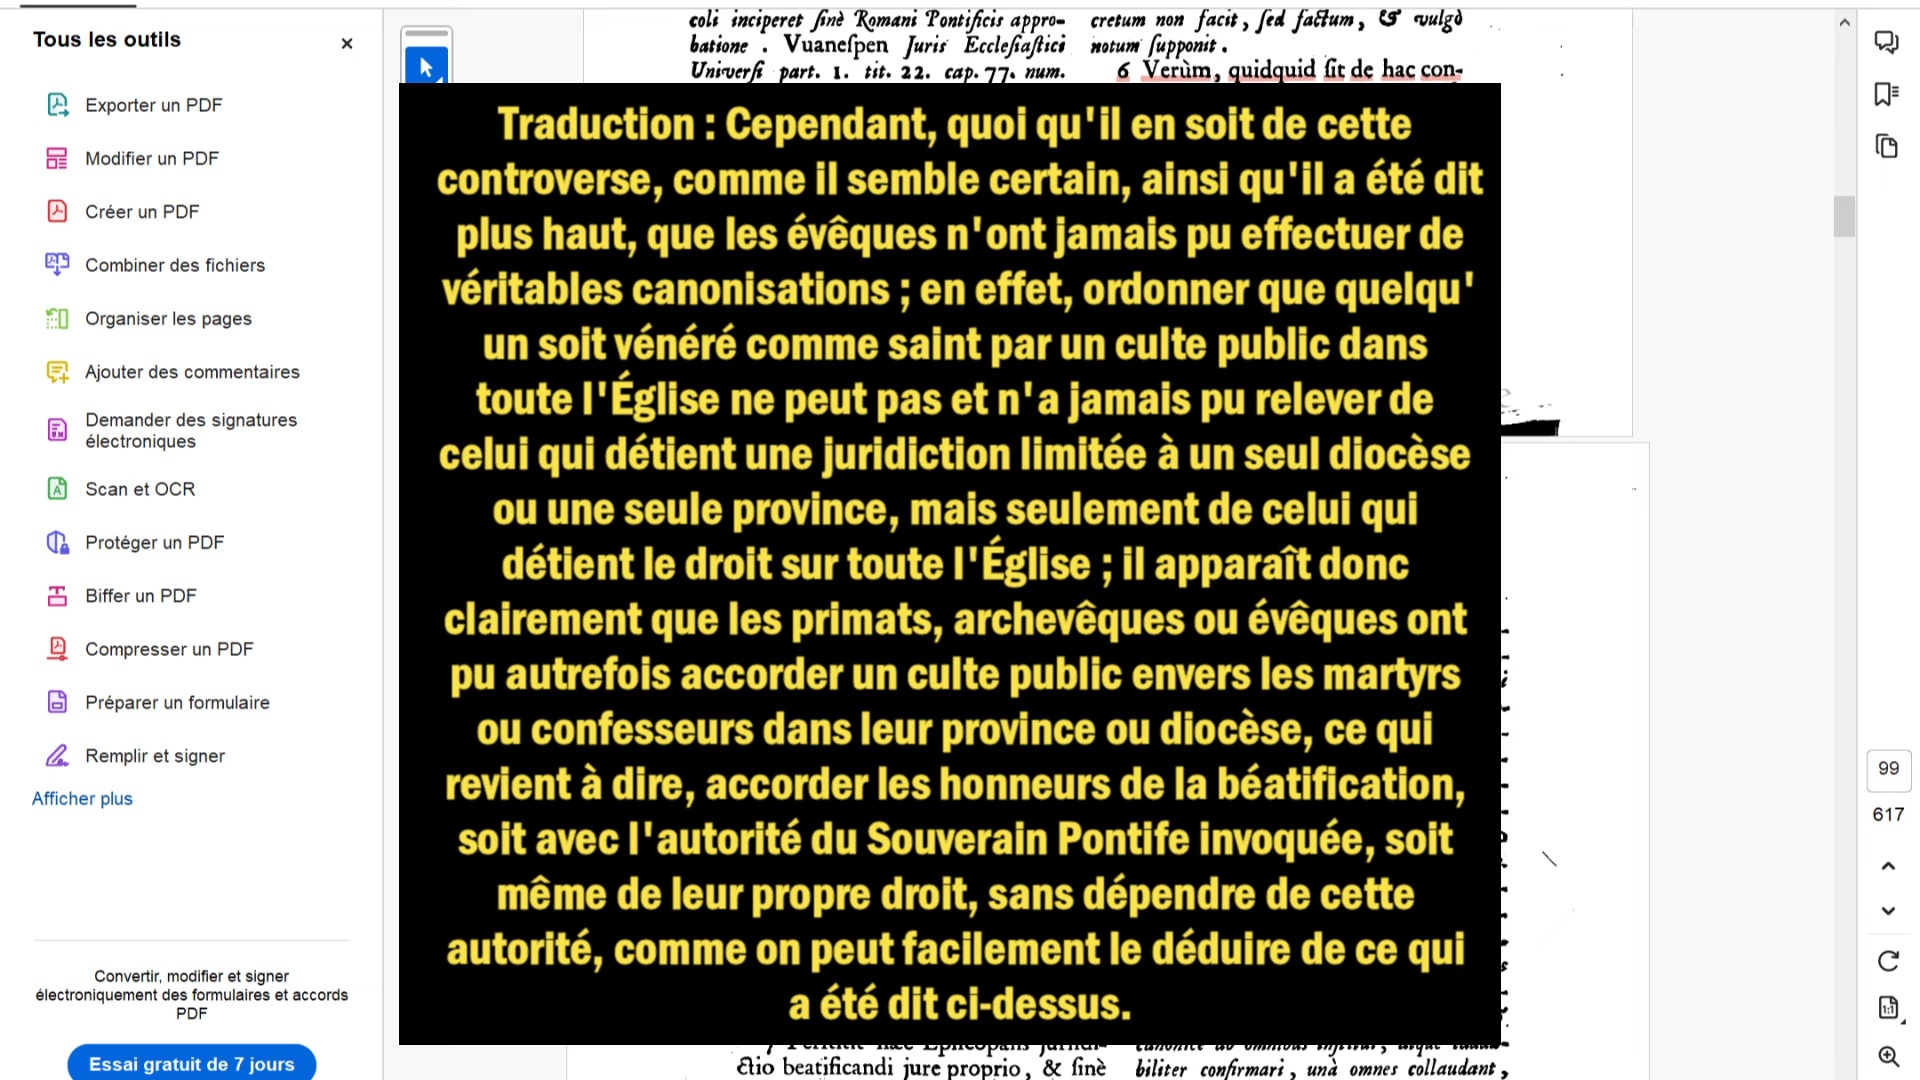 Tous les outils
Exporter un PDF
Modifier un PDF
Créer un PDF
Combiner des fichiers
Organiser les pages
Ajouter des commentaires
Demander des signatures
électroniques
Scan et OCR
Protéger un PDF
Biffer un PDF
Compresser un PDF
Préparer un formulaire
Remplir et signer
Afficher plus
Convertir, modifier et signer
électroniquement des formulaires et accords
PDF
Essai gratuit de 7 jours
coli inciperet ſinè Romani Pontificis appro-
batione . Vuaneſpen Juris Eccleſiaſtici
Univerſi part. 1. tit. 22. cap. 77. num.
cretum non facit, ſed factum, & vulgò
notum ſupponit.
6 Verùm, quidquid ſit de hac con-
Traduction : Cependant, quoi qu'il en soit de cette
controverse, comme il semble certain, ainsi qu'il a été dit
plus haut, que les évêques n'ont jamais pu effectuer de
véritables canonisations ; en effet, ordonner que quelqu'
un soit vénéré comme saint par un culte public dans
toute l'Église ne peut pas et n'a jamais pu relever de
celui qui détient une juridiction limitée à un seul diocèse
ou une seule province, mais seulement de celui qui
détient le droit sur toute l'Église ; il apparaît donc
clairement que les primats, archevêques ou évêques ont
pu autrefois accorder un culte public envers les martyrs
ou confesseurs dans leur province ou diocèse, ce qui
revient à dire, accorder les honneurs de la béatification,
soit avec l'autorité du Souverain Pontife invoquée, soit
même de leur propre droit, sans dépendre de cette
autorité, comme on peut facilement le déduire de ce qui
a été dit ci-dessus.
ctio beatificandi jure proprio, & ſinè
biliter confirmari, unà omnes collaudant,
99
617
1:1